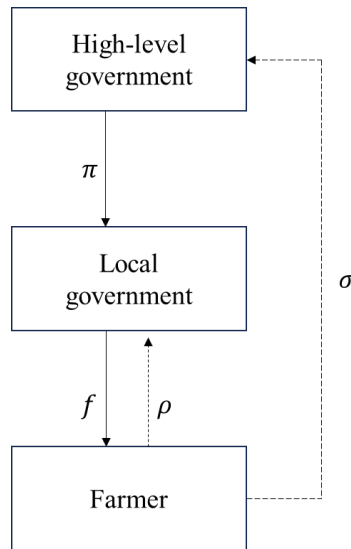 High-level
government
π
Local
government
σ
f
ρ
Farmer